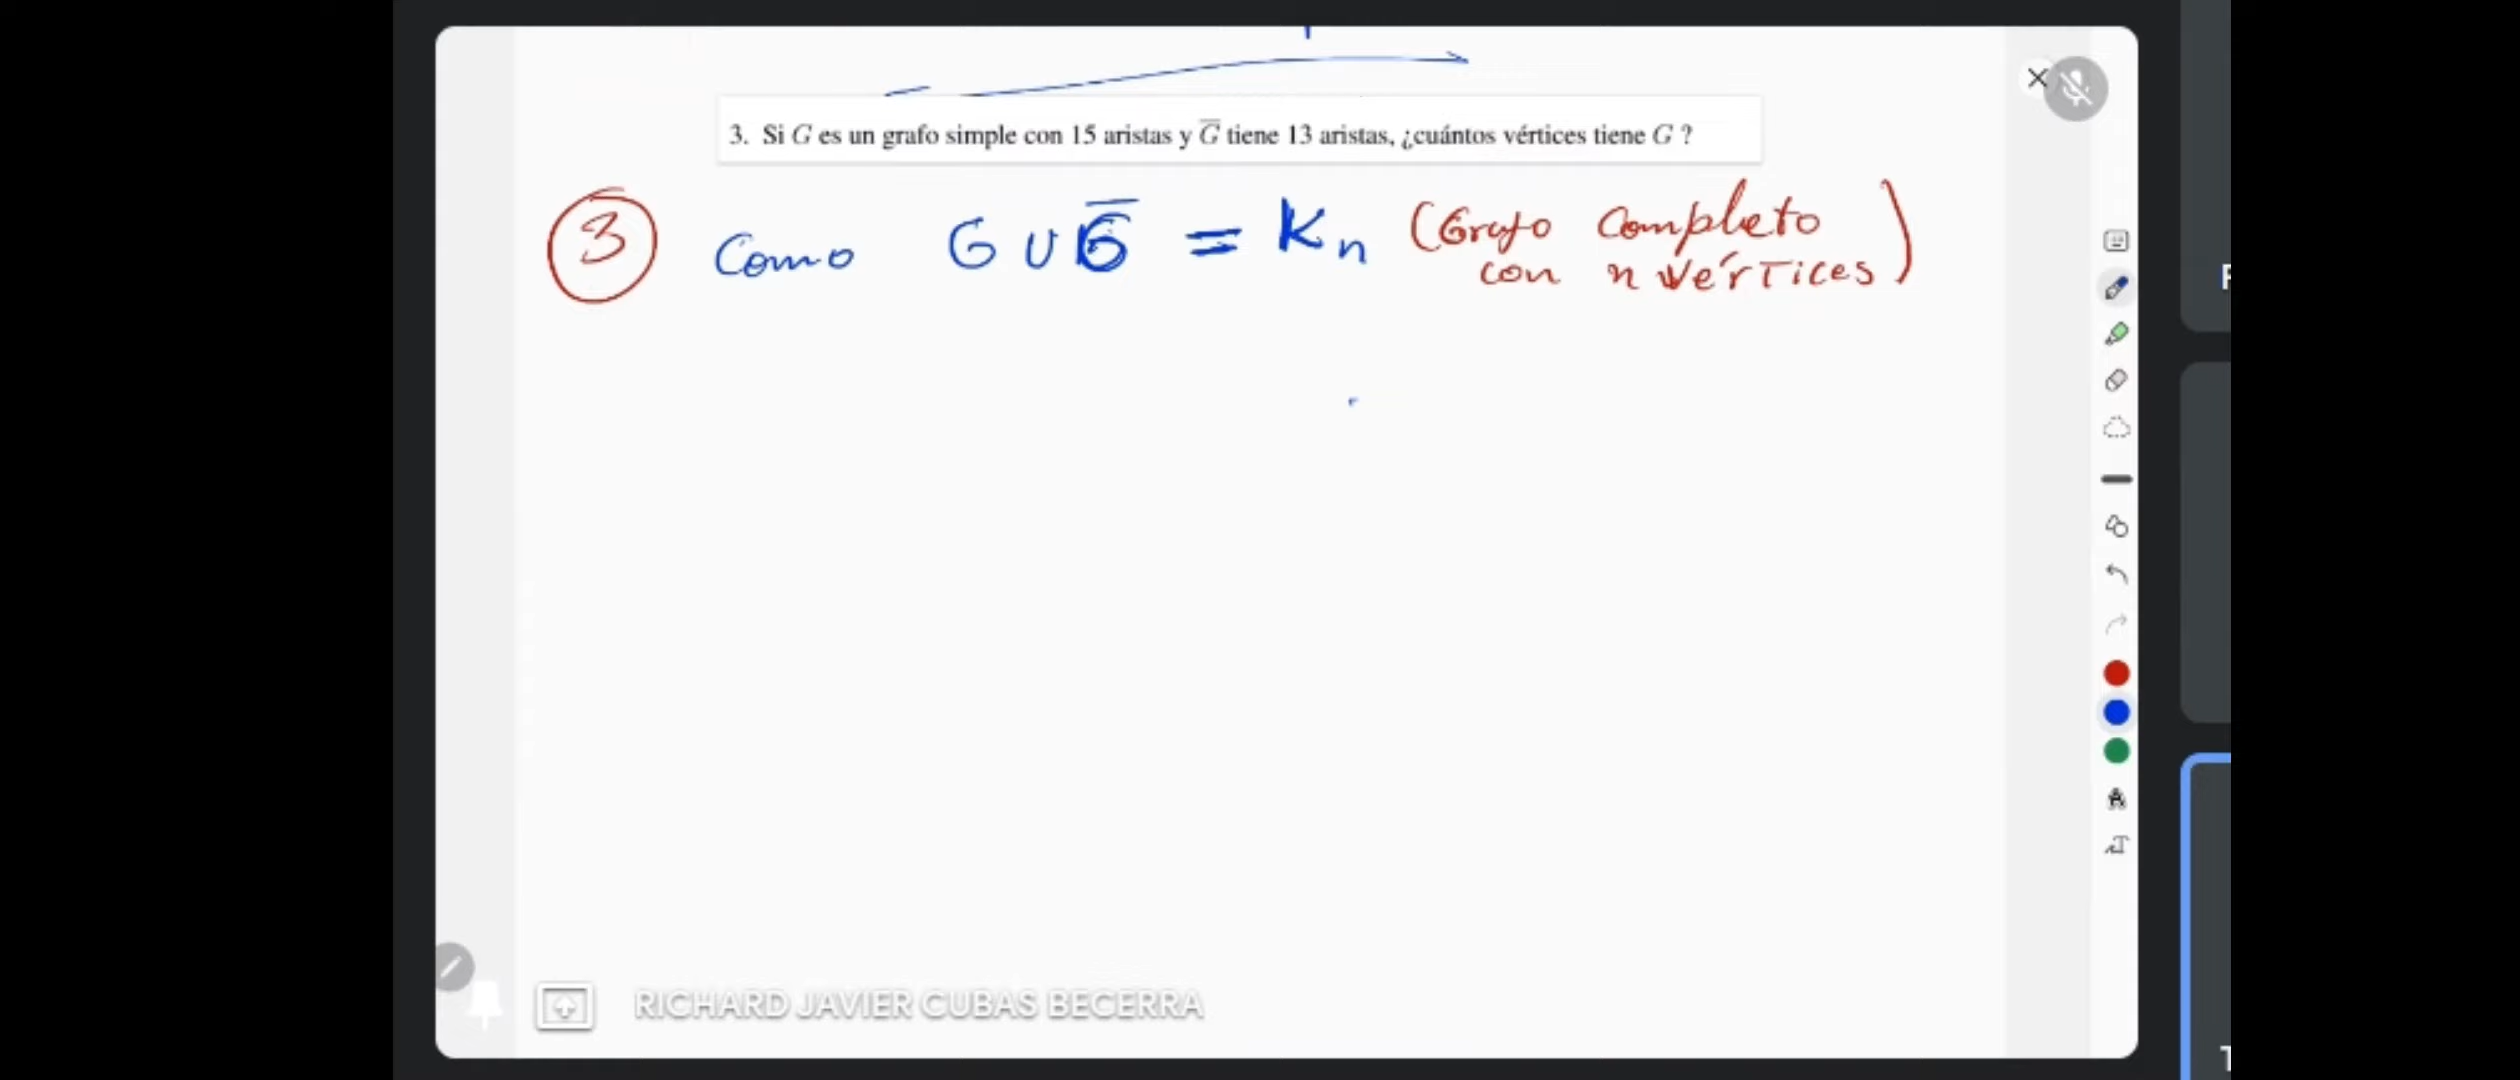 3. Si G es un grafo simple con 15 aristas y G̅ tiene 13 aristas, ¿cuántos vértices tiene G ?
3 Como G ∪ G̅ = Kn (Grafo completo
con n vértices)
RICHARD JAVIER CUBAS BECERRA